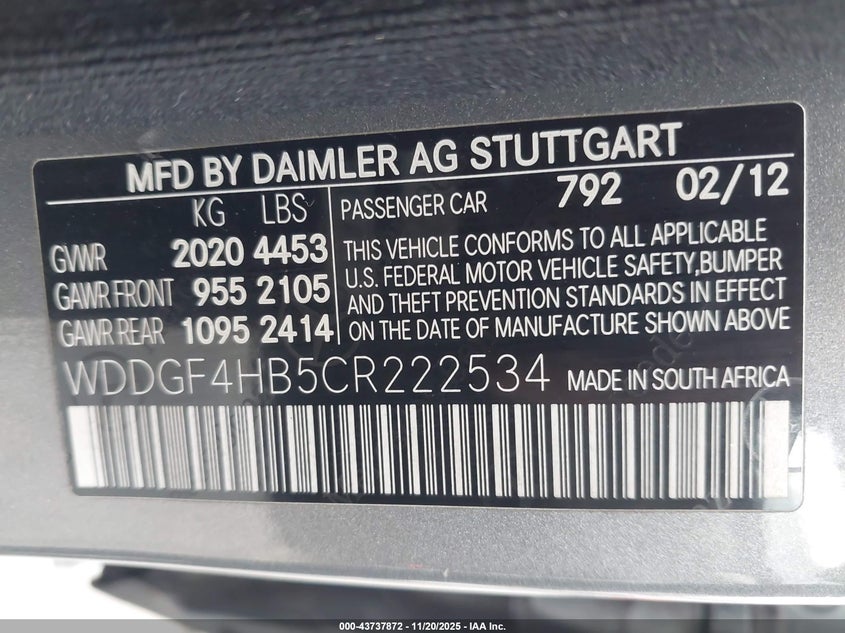 MFD BY DAIMLER AG STUTTGART
KG LBS
GVWR 2020 4453
GAWR FRONT 955 2105
GAWR REAR 1095 2414
PASSENGER CAR 792 02/12
THIS VEHICLE CONFORMS TO ALL APPLICABLE
U.S. FEDERAL MOTOR VEHICLE SAFETY,BUMPER
AND THEFT PREVENTION STANDARDS IN EFFECT
ON THE DATE OF MANUFACTURE SHOWN ABOVE
WDDGF4HB5CR222534 MADE IN SOUTH AFRICA
000-43737872 - 11/20/2025 - IAA Inc.